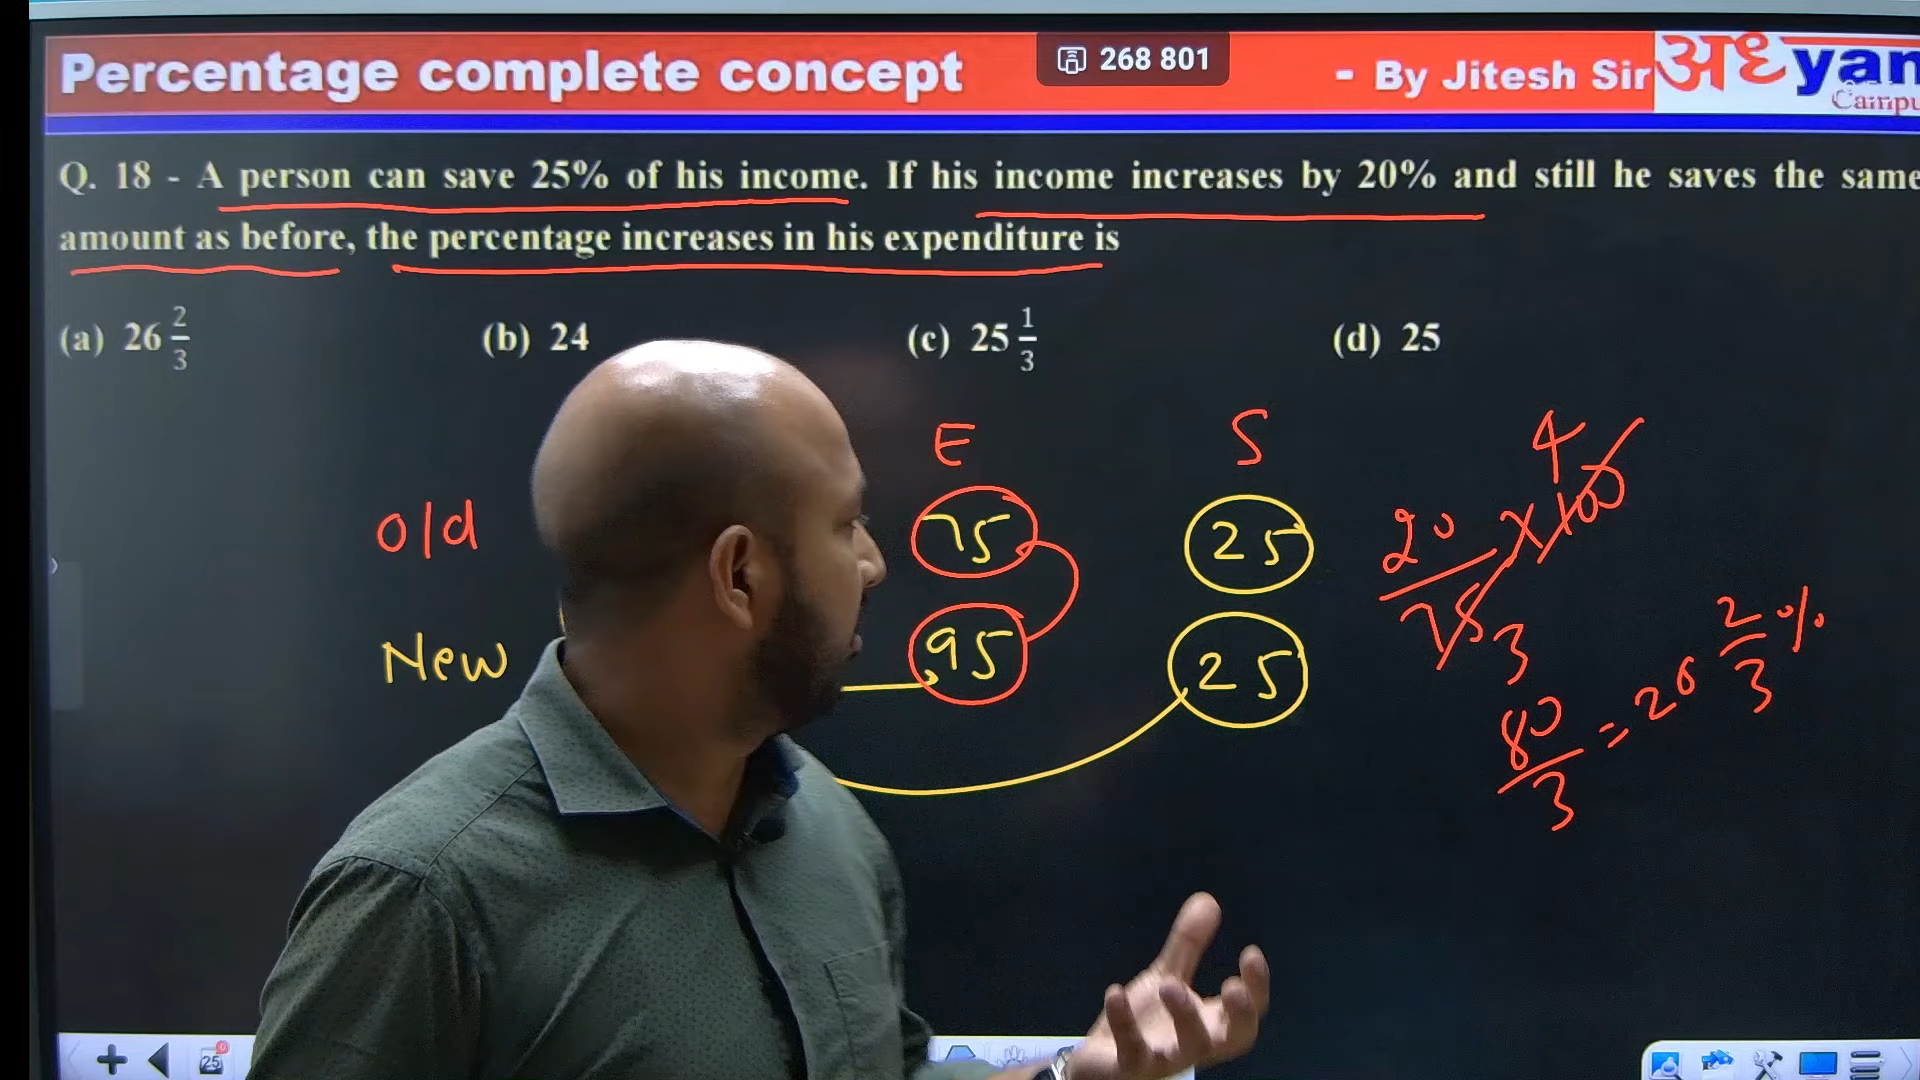 Percentage complete concept
268 801
- By Jitesh Sir
अध्yan
Campu
Q. 18 - A person can save 25% of his income. If his income increases by 20% and still he saves the same
amount as before, the percentage increases in his expenditure is
(a) 26 2/3
(b) 24
(c) 25 1/3
(d) 25
E
S
Old
75
25
New
95
25
20/75 × 100
4
3
80/3 = 26 2/3 %
25